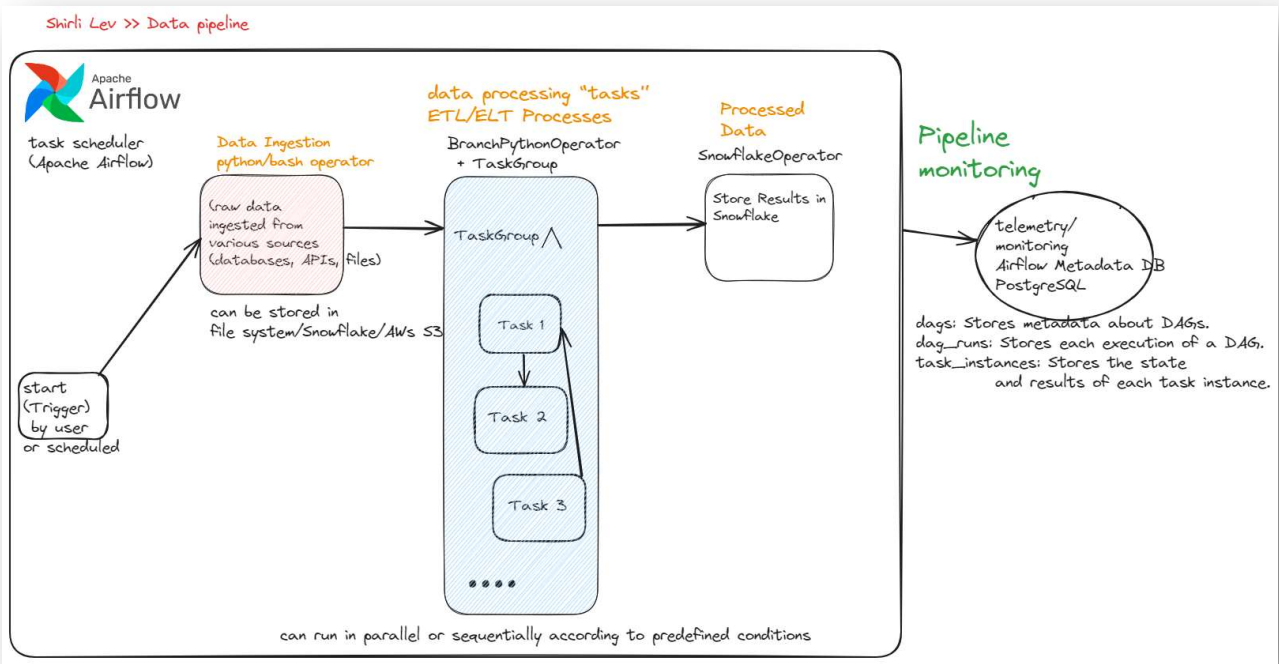 Shirli Lev >> Data pipeline
Apache
Airflow
task scheduler
(Apache Airflow)
Data Ingestion
python/bash operator
(raw data
ingested from
various sources
(databases, APIs, files)
can be stored in
file system/Snowflake/AWs S3
start
(Trigger)
by user
or scheduled
data processing "tasks"
ETL/ELT Processes
BranchPythonOperator
+ TaskGroup
TaskGroup
Task 1
Task 2
Task 3
can run in parallel or sequentially according to predefined conditions
Processed
Data
SnowflakeOperator
Store Results in
Snowflake
Pipeline
monitoring
telemetry/
monitoring
Airflow Metadata DB
PostgreSQL
dags: Stores metadata about DAGs.
dag_runs: Stores each execution of a DAG.
task_instances: Stores the state
and results of each task instance.